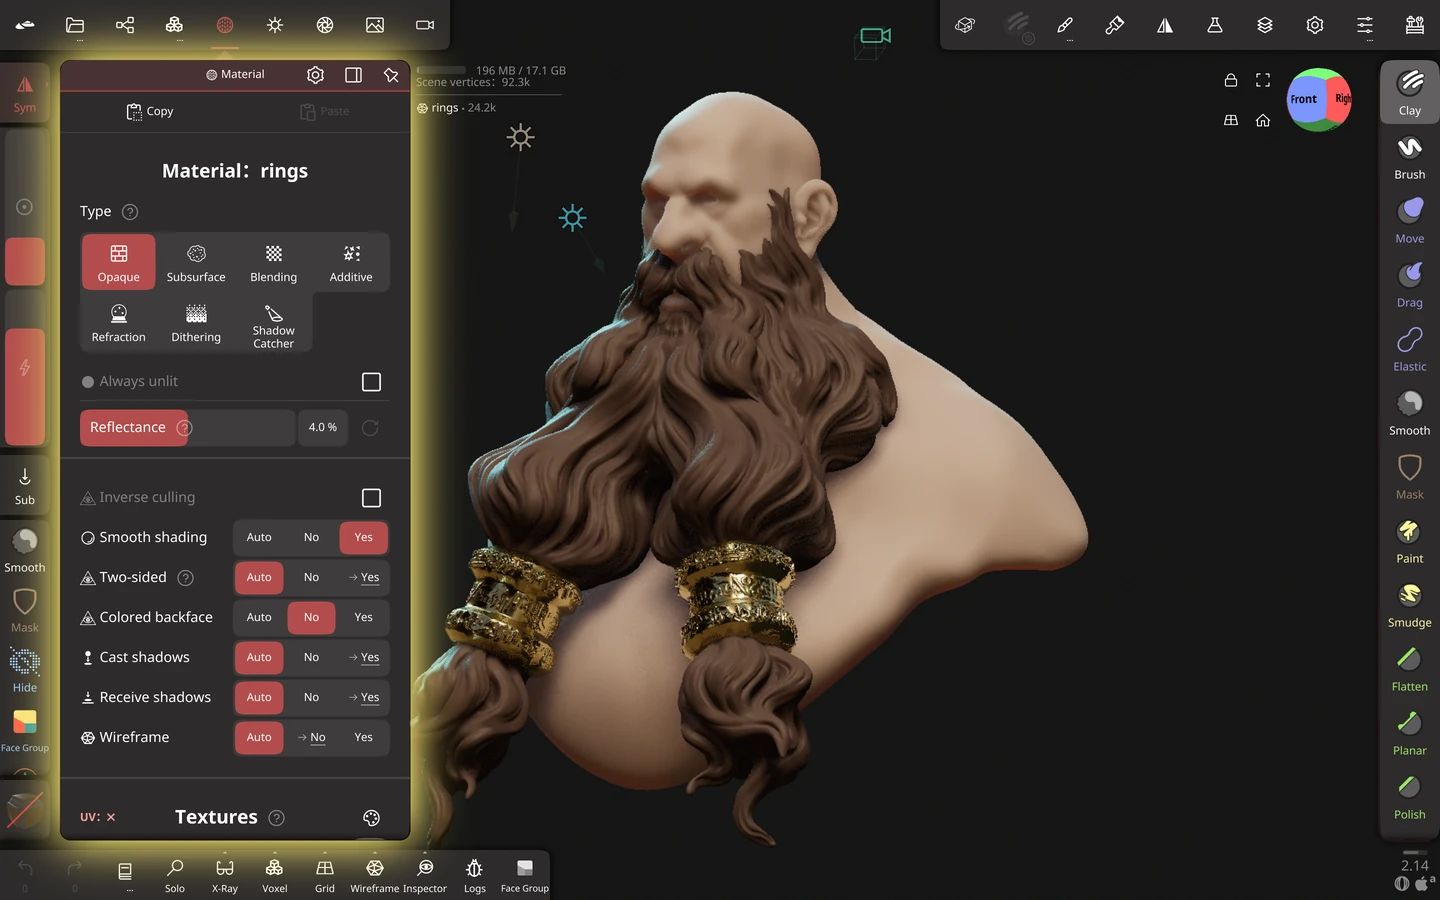 Material
196 MB / 17.1 GB
Scene vertices: 92.3k
rings • 24.2k
Copy
Paste
Material: rings
Type
Opaque
Subsurface
Blending
Additive
Refraction
Dithering
Shadow
Catcher
Always unlit
Reflectance
4.0 %
Inverse culling
Smooth shading Auto No Yes
Two-sided Auto No → Yes
Colored backface Auto No Yes
Cast shadows Auto No → Yes
Receive shadows Auto No → Yes
Wireframe Auto → No Yes
UV: ×
Textures
Sym
Sub
Smooth
Mask
Hide
Face Group
0
0
...
Solo
X-Ray
Voxel
Grid
Wireframe
Inspector
Logs
Face Group
Front
Righ
Clay
Brush
Move
Drag
Elastic
Smooth
Mask
Paint
Smudge
Flatten
Planar
Polish
2.14
a